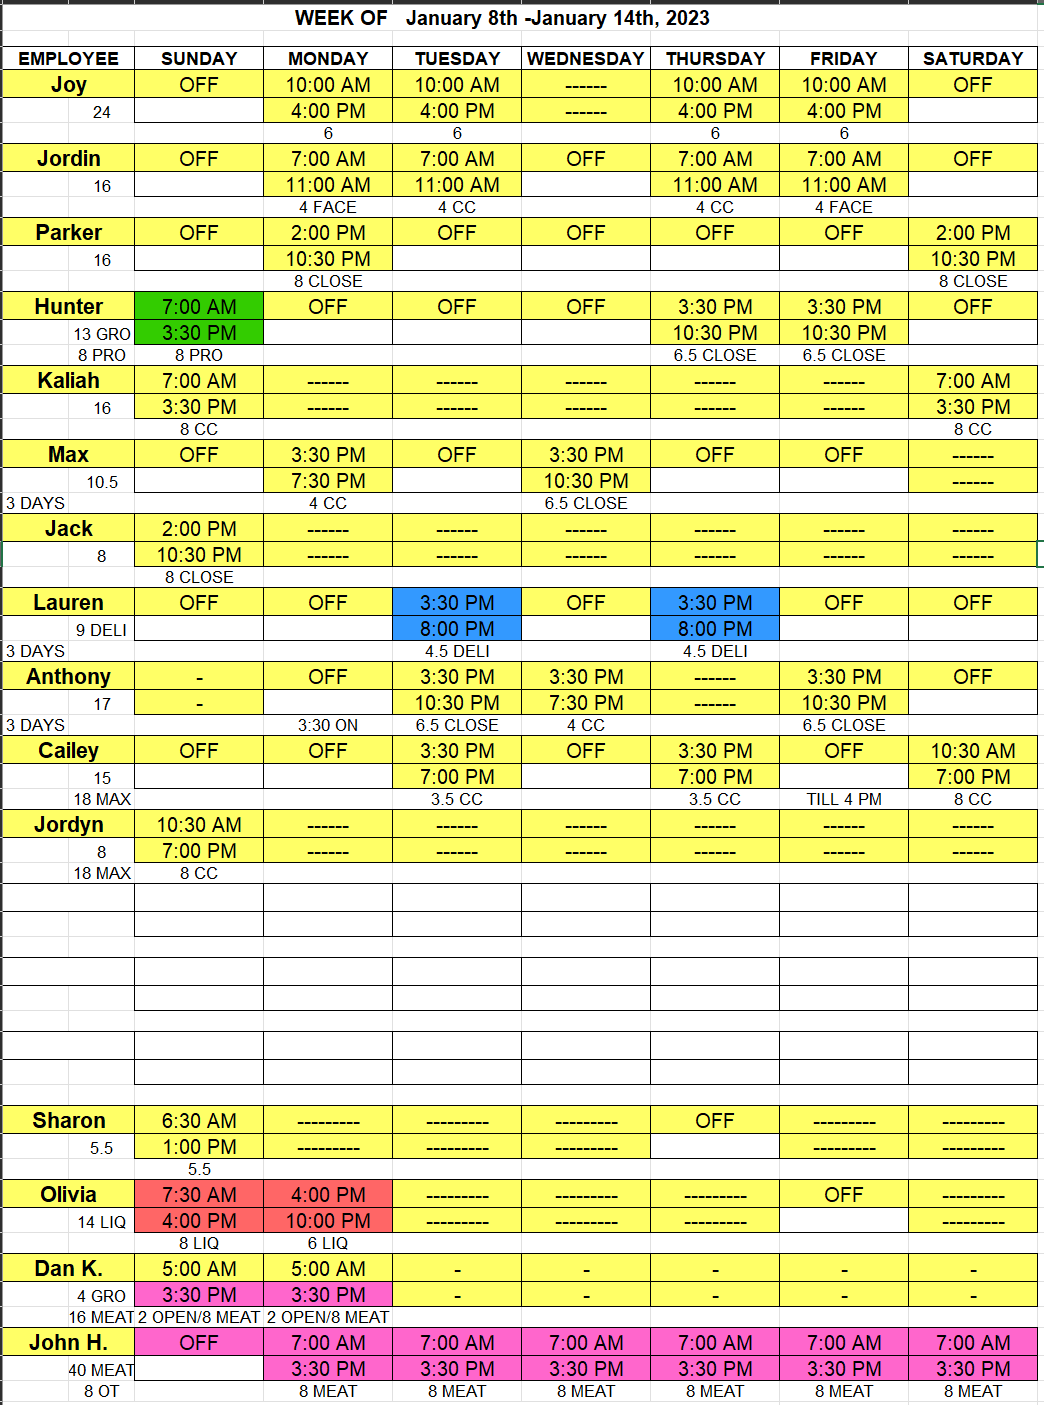 WEEK OF January 8th -January 14th, 2023
EMPLOYEE SUNDAY MONDAY TUESDAY WEDNESDAY THURSDAY FRIDAY SATURDAY
Joy OFF 10:00 AM 10:00 AM ------ 10:00 AM 10:00 AM OFF
24 4:00 PM 4:00 PM ------ 4:00 PM 4:00 PM
6 6 6 6
Jordin OFF 7:00 AM 7:00 AM OFF 7:00 AM 7:00 AM OFF
16 11:00 AM 11:00 AM 11:00 AM 11:00 AM
4 FACE 4 CC 4 CC 4 FACE
Parker OFF 2:00 PM OFF OFF OFF OFF 2:00 PM
16 10:30 PM 10:30 PM
8 CLOSE 8 CLOSE
Hunter 7:00 AM OFF OFF OFF 3:30 PM 3:30 PM OFF
13 GRO 3:30 PM 10:30 PM 10:30 PM
8 PRO 8 PRO 6.5 CLOSE 6.5 CLOSE
Kaliah 7:00 AM ------ ------ ------ ------ ------ 7:00 AM
16 3:30 PM ------ ------ ------ ------ ------ 3:30 PM
8 CC 8 CC
Max OFF 3:30 PM OFF 3:30 PM OFF OFF ------
10.5 7:30 PM 10:30 PM ------
3 DAYS 4 CC 6.5 CLOSE
Jack 2:00 PM ------ ------ ------ ------ ------ ------
8 10:30 PM ------ ------ ------ ------ ------ ------
8 CLOSE
Lauren OFF OFF 3:30 PM OFF 3:30 PM OFF OFF
9 DELI 8:00 PM 8:00 PM
3 DAYS 4.5 DELI 4.5 DELI
Anthony - OFF 3:30 PM 3:30 PM ------ 3:30 PM OFF
17 - 10:30 PM 7:30 PM ------ 10:30 PM
3 DAYS 3:30 ON 6.5 CLOSE 4 CC 6.5 CLOSE
Cailey OFF OFF 3:30 PM OFF 3:30 PM OFF 10:30 AM
15 7:00 PM 7:00 PM 7:00 PM
18 MAX 3.5 CC 3.5 CC TILL 4 PM 8 CC
Jordyn 10:30 AM ------ ------ ------ ------ ------ ------
8 7:00 PM ------ ------ ------ ------ ------ ------
18 MAX 8 CC
Sharon 6:30 AM --------- --------- --------- OFF --------- ---------
5.5 1:00 PM --------- --------- --------- --------- ---------
5.5
Olivia 7:30 AM 4:00 PM --------- --------- --------- OFF ---------
14 LIQ 4:00 PM 10:00 PM --------- --------- --------- ---------
8 LIQ 6 LIQ
Dan K. 5:00 AM 5:00 AM - - - - -
4 GRO 3:30 PM 3:30 PM - - - - -
16 MEAT 2 OPEN/8 MEAT 2 OPEN/8 MEAT
John H. OFF 7:00 AM 7:00 AM 7:00 AM 7:00 AM 7:00 AM 7:00 AM
40 MEAT 3:30 PM 3:30 PM 3:30 PM 3:30 PM 3:30 PM 3:30 PM
8 OT 8 MEAT 8 MEAT 8 MEAT 8 MEAT 8 MEAT 8 MEAT